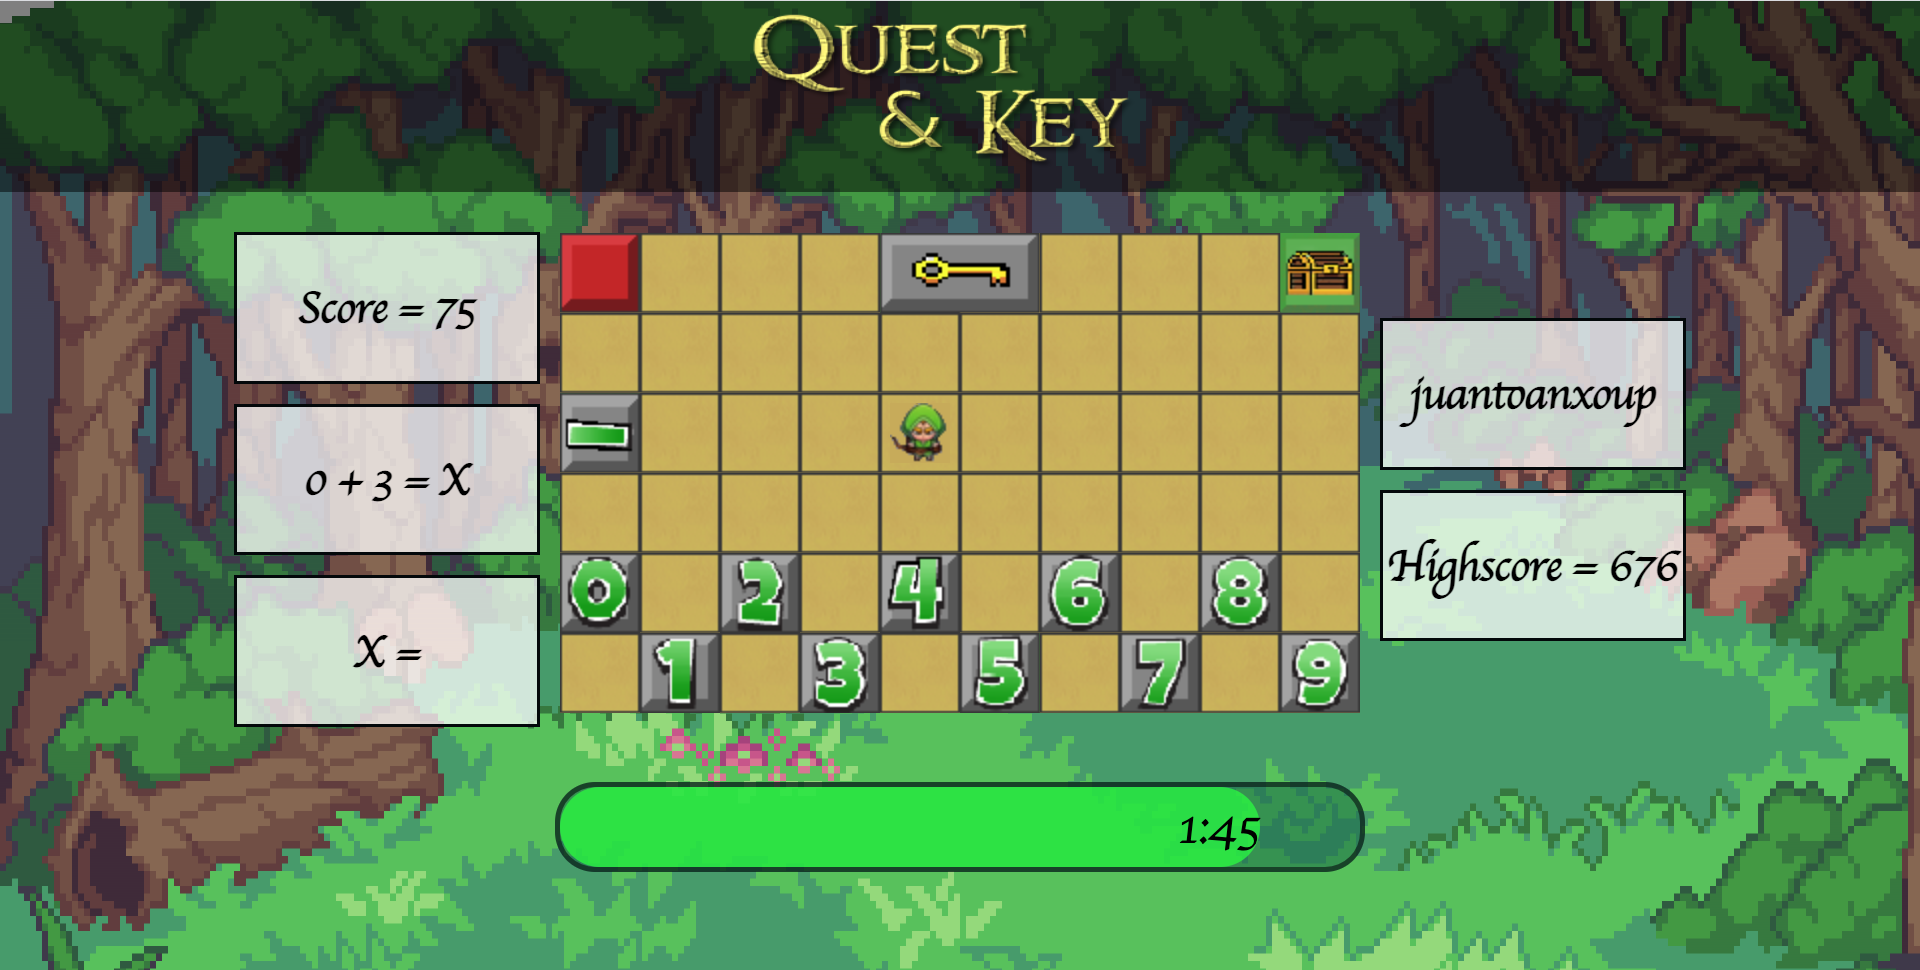 QUEST
& KEY
Score = 75
0 + 3 = X
X =
juantoanxoup
Highscore = 676
0 2 4 6 8
1 3 5 7 9
1:45